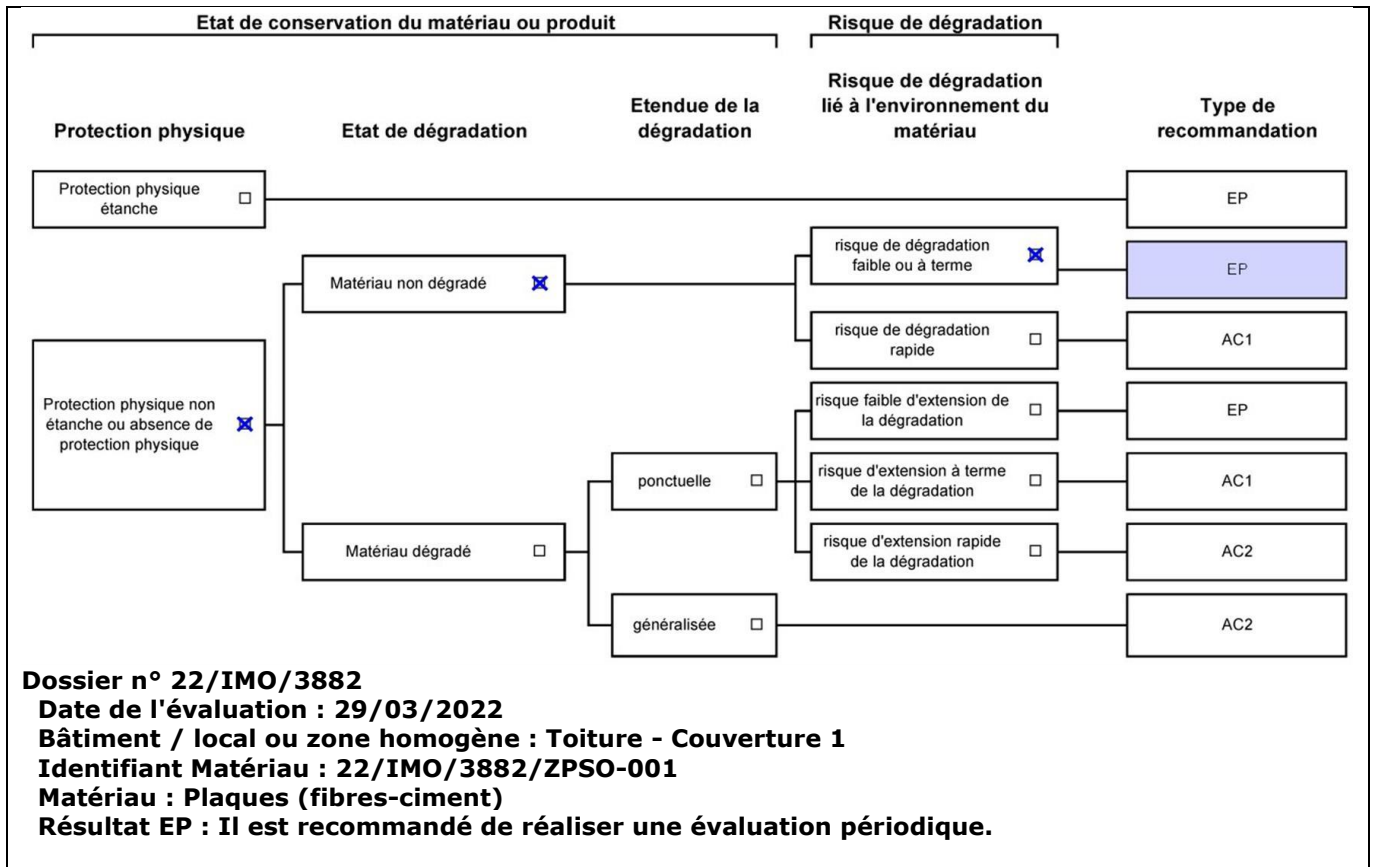 Etat de conservation du matériau ou produit
Risque de dégradation
Protection physique
Etat de dégradation
Etendue de la
dégradation
Risque de dégradation
lié à l'environnement du
matériau
Type de
recommandation
Protection physique
étanche
EP
Protection physique non
étanche ou absence de
protection physique
Matériau non dégradé
risque de dégradation
faible ou à terme
EP
risque de dégradation
rapide
AC1
Matériau dégradé
ponctuelle
risque faible d'extension de
la dégradation
EP
risque d'extension à terme
de la dégradation
AC1
risque d'extension rapide
de la dégradation
AC2
généralisée
AC2
Dossier n° 22/IMO/3882
Date de l'évaluation : 29/03/2022
Bâtiment / local ou zone homogène : Toiture - Couverture 1
Identifiant Matériau : 22/IMO/3882/ZPSO-001
Matériau : Plaques (fibres-ciment)
Résultat EP : Il est recommandé de réaliser une évaluation périodique.